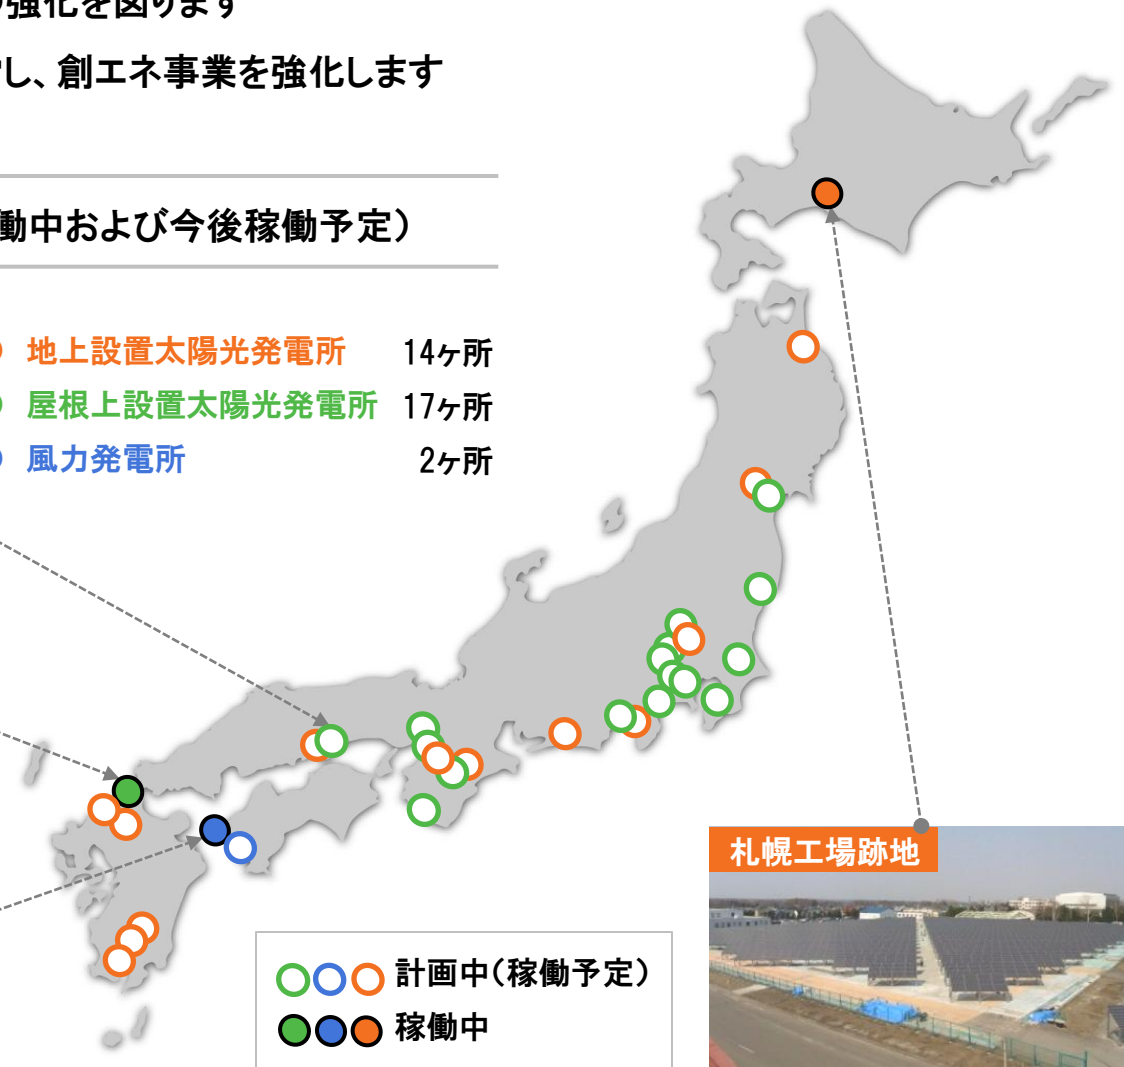 強化を図ります
し、創エネ事業を強化します
働中および今後稼働予定）
地上設置太陽光発電所 14ヶ所
屋根上設置太陽光発電所 17ヶ所
風力発電所 2ヶ所
札幌工場跡地
計画中（稼働予定）
稼働中